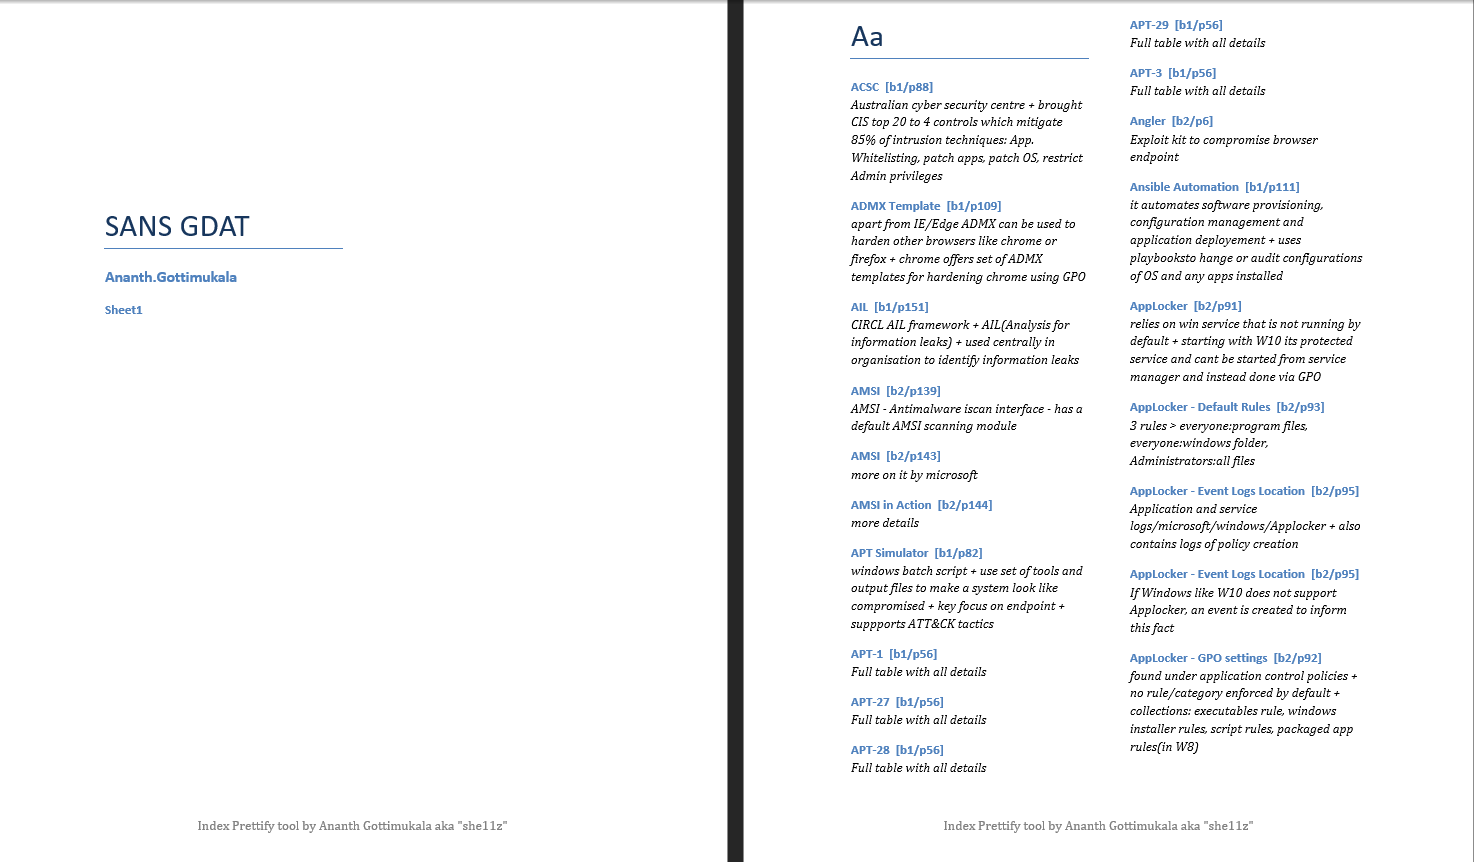 SANS GDAT
Ananth.Gottimukala
Sheet1
Index Prettify tool by Ananth Gottimukala aka "she11z"
Aa
ACSC [b1/p88]
Australian cyber security centre + brought
CIS top 20 to 4 controls which mitigate
85% of intrusion techniques: App.
Whitelisting, patch apps, patch OS, restrict
Admin privileges
ADMX Template [b1/p109]
apart from IE/Edge ADMX can be used to
harden other browsers like chrome or
firefox + chrome offers set of ADMX
templates for hardening chrome using GPO
AIL [b1/p151]
CIRCL AIL framework + AIL(Analysis for
information leaks) + used centrally in
organisation to identify information leaks
AMSI [b2/p139]
AMSI - Antimalware iscan interface - has a
default AMSI scanning module
AMSI [b2/p143]
more on it by microsoft
AMSI in Action [b2/p144]
more details
APT Simulator [b1/p82]
windows batch script + use set of tools and
output files to make a system look like
compromised + key focus on endpoint +
suppports ATT&CK tactics
APT-1 [b1/p56]
Full table with all details
APT-27 [b1/p56]
Full table with all details
APT-28 [b1/p56]
Full table with all details
APT-29 [b1/p56]
Full table with all details
APT-3 [b1/p56]
Full table with all details
Angler [b2/p6]
Exploit kit to compromise browser
endpoint
Ansible Automation [b1/p111]
it automates software provisioning,
configuration management and
application deployement + uses
playbooksto hange or audit configurations
of OS and any apps installed
AppLocker [b2/p91]
relies on win service that is not running by
default + starting with W10 its protected
service and cant be started from service
manager and instead done via GPO
AppLocker - Default Rules [b2/p93]
3 rules > everyone:program files,
everyone:windows folder,
Administrators:all files
AppLocker - Event Logs Location [b2/p95]
Application and service
logs/microsoft/windows/Applocker + also
contains logs of policy creation
AppLocker - Event Logs Location [b2/p95]
If Windows like W10 does not support
Applocker, an event is created to inform
this fact
AppLocker - GPO settings [b2/p92]
found under application control policies +
no rule/category enforced by default +
collections: executables rule, windows
installer rules, script rules, packaged app
rules(in W8)
Index Prettify tool by Ananth Gottimukala aka "she11z"